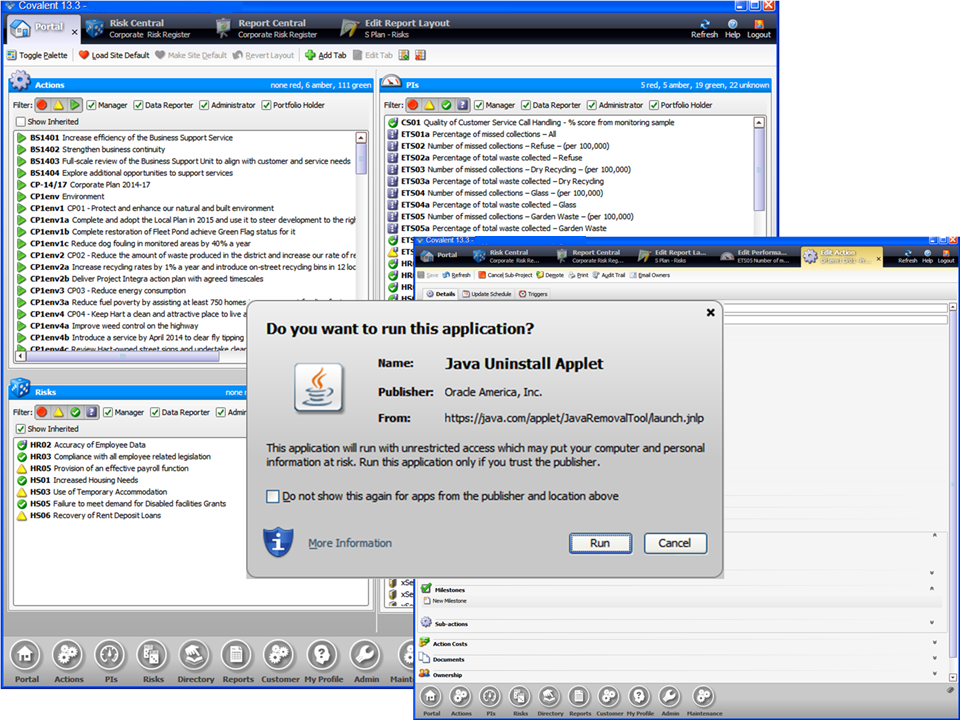 Covalent 13.3 -
Portal
Risk Central
Corporate Risk Register
Report Central
Corporate Risk Register
Edit Report Layout
S Plan - Risks
Refresh Help Logout
Toggle Palette Load Site Default Make Site Default Revert Layout Add Tab Edit Tab
Actions none red, 6 amber, 111 green
Filter: Manager Data Reporter Administrator Portfolio Holder
Show Inherited
BS1401 Increase efficiency of the Business Support Service
BS1402 Strengthen business continuity
BS1403 Full-scale review of the Business Support Unit to align with customer and service needs
BS1404 Explore additional opportunities to support services
CP-14/17 Corporate Plan 2014-17
CP1env Environment
CP1env1 CP01 - Protect and enhance our natural and built environment
CP1env1a Complete and adopt the Local Plan in 2015 and use it to steer development to the righ
CP1env1b Complete restoration of Fleet Pond achieve Green Flag status for it
CP1env1c Reduce dog fouling in monitored areas by 40% a year
CP1env2 CP02 - Reduce the amount of waste produced in the district and increase our rate of re
CP1env2a Increase recycling rates by 1% a year and introduce on-street recycling bins in 12 loc
CP1env2b Deliver Project Integra action plan with agreed timescales
CP1env3 CP03 - Reduce energy consumption
CP1env3a Reduce fuel poverty by assisting at least 750 homes
CP1env4 CP04 - Keep Hart a clean and attractive place to live a
CP1env4a Improve weed control on the highway
CP1env4b Introduce a service by April 2014 to clear fly tipping
CP1env4c Review Hart-owned street signs and undertake clean
PIs 5 red, 5 amber, 19 green, 22 unknown
Filter: Manager Data Reporter Administrator Portfolio Holder
CS01 Quality of Customer Service Call Handling - % score from monitoring sample
ETS01a Percentage of missed collections – All
ETS02 Number of missed collections – Refuse – (per 100,000)
ETS02a Percentage of total waste collected – Refuse
ETS03 Number of missed collections – Dry Recycling – (per 100,000)
ETS03a Percentage of total waste collected – Dry Recycling
ETS04 Number of missed collections – Glass – (per 100,000)
ETS04a Percentage of total waste collected – Glass
ETS05 Number of missed collections – Garden Waste – (per 100,000)
ETS05a Percentage of total waste collected – Garden Waste
Risks none
Filter: Manager Data Reporter Admin
Show Inherited
HR02 Accuracy of Employee Data
HR03 Compliance with all employee related legislation
HR05 Provision of an effective payroll function
HS01 Increased Housing Needs
HS03 Use of Temporary Accommodation
HS05 Failure to meet demand for Disabled facilities Grants
HS06 Recovery of Rent Deposit Loans
Portal Actions PIs Risks Directory Reports Customer My Profile Admin Maint
Covalent 13.3 -
Portal
Risk Central
Corporate Risk Re...
Report Central
Corporate Risk Reg...
Edit Report La...
S Plan - Risks
Edit Performa...
ETS05 Number of m...
Edit Action
Refresh Help Logout
Save Refresh Cancel Sub-Project Demote Print Audit Trail Email Owners
Details Update Schedule Triggers
Do you want to run this application?
Name: Java Uninstall Applet
Publisher: Oracle America, Inc.
From: https://java.com/applet/JavaRemovalTool/launch.jnlp
This application will run with unrestricted access which may put your computer and personal
information at risk. Run this application only if you trust the publisher.
Do not show this again for apps from the publisher and location above
More Information
Run Cancel
Milestones
New Milestone
Sub-actions
Action Costs
Documents
Ownership
Portal Actions PIs Risks Directory Reports Customer My Profile Admin Maintenance